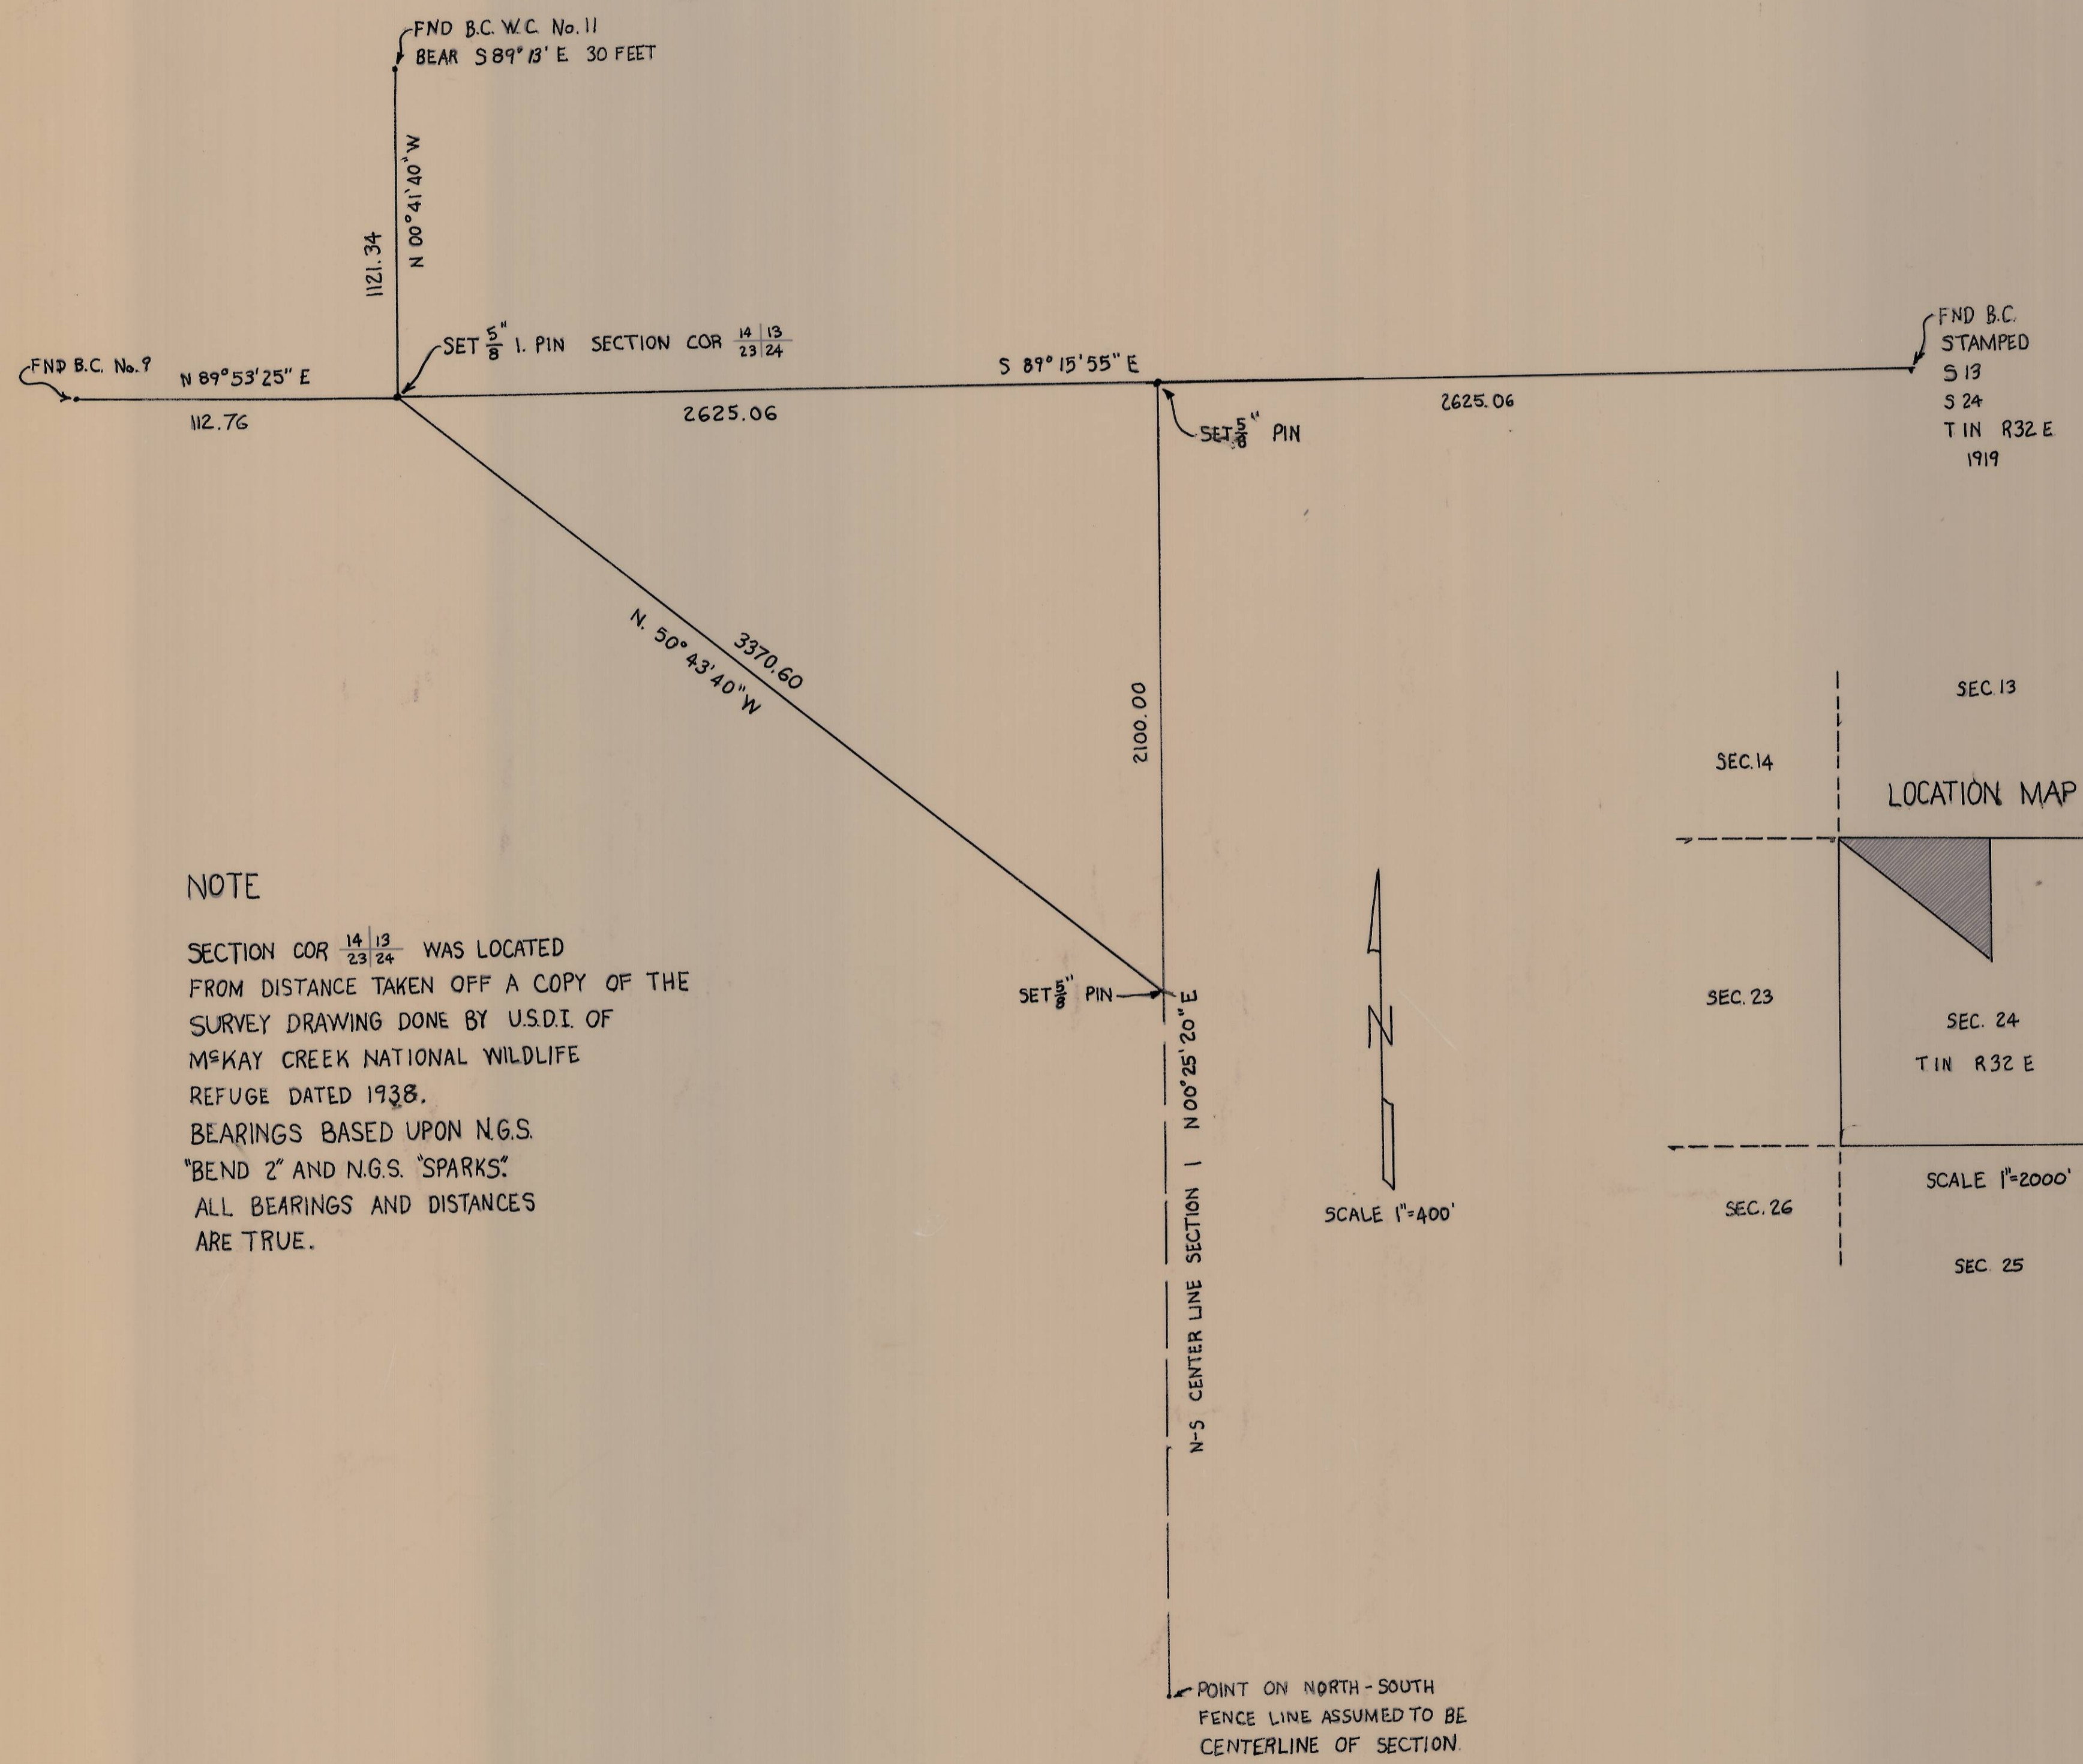 FND B.C. W.C. No. 11
BEAR S 89° 13' E 30 FEET
N 00° 41' 40" W
1121.34
FND B.C. No. 9
N 89° 53' 25" E
112.76
SET 5/8" I. PIN SECTION COR 14|13
23|24
S 89° 15' 55" E
2625.06
2625.06
SET 5/8" PIN
FND B.C.
STAMPED
S 13
S 24
T 1N R32 E
1919
3370.60
N. 50° 43' 40" W
2100.00
SET 5/8" PIN
N-S CENTER LINE SECTION 1 N 00° 25' 20" E
POINT ON NORTH - SOUTH
FENCE LINE ASSUMED TO BE
CENTERLINE OF SECTION.
NOTE
SECTION COR 14|13 WAS LOCATED
23|24
FROM DISTANCE TAKEN OFF A COPY OF THE
SURVEY DRAWING DONE BY U.S.D.I. OF
McKAY CREEK NATIONAL WILDLIFE
REFUGE DATED 1938.
BEARINGS BASED UPON N.G.S.
"BEND 2" AND N.G.S. "SPARKS".
ALL BEARINGS AND DISTANCES
ARE TRUE.
N
SCALE 1"=400'
SEC. 13
SEC. 14
LOCATION MAP
SEC. 23
SEC. 24
T 1N R32 E
SCALE 1"=2000'
SEC. 26
SEC. 25